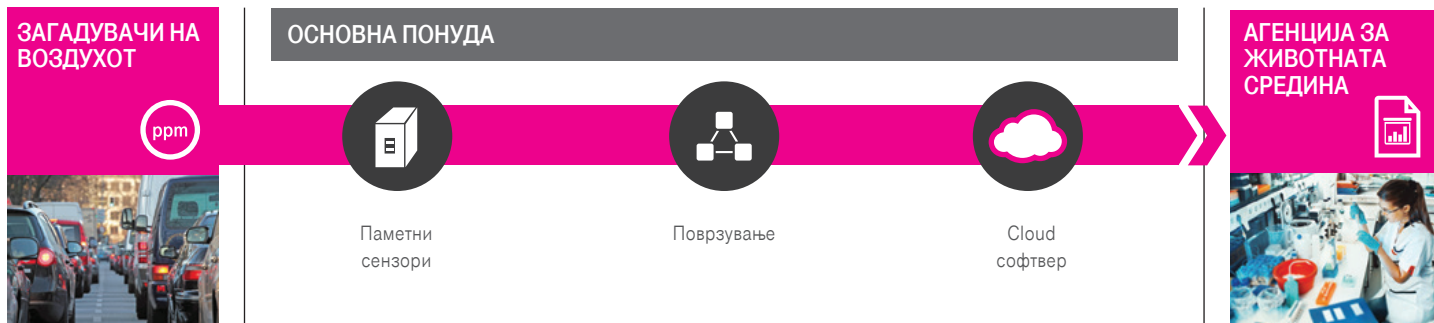 ЗАГАДУВАЧИ НА
ВОЗДУХОТ
ppm
ОСНОВНА ПОНУДА
Паметни
сензори
Поврзување
Cloud
софтвер
АГЕНЦИЈА ЗА
ЖИВОТНАТА
СРЕДИНА